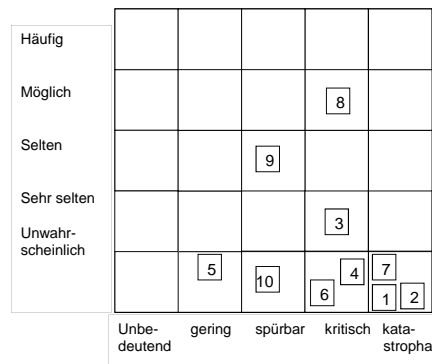 Häufig
Möglich
8
Selten
9
Sehr selten
3
Unwahr-
scheinlich
5
4
7
10
6
1
2
Unbe-
deutend
gering
spürbar
kritisch
kata-
stropha